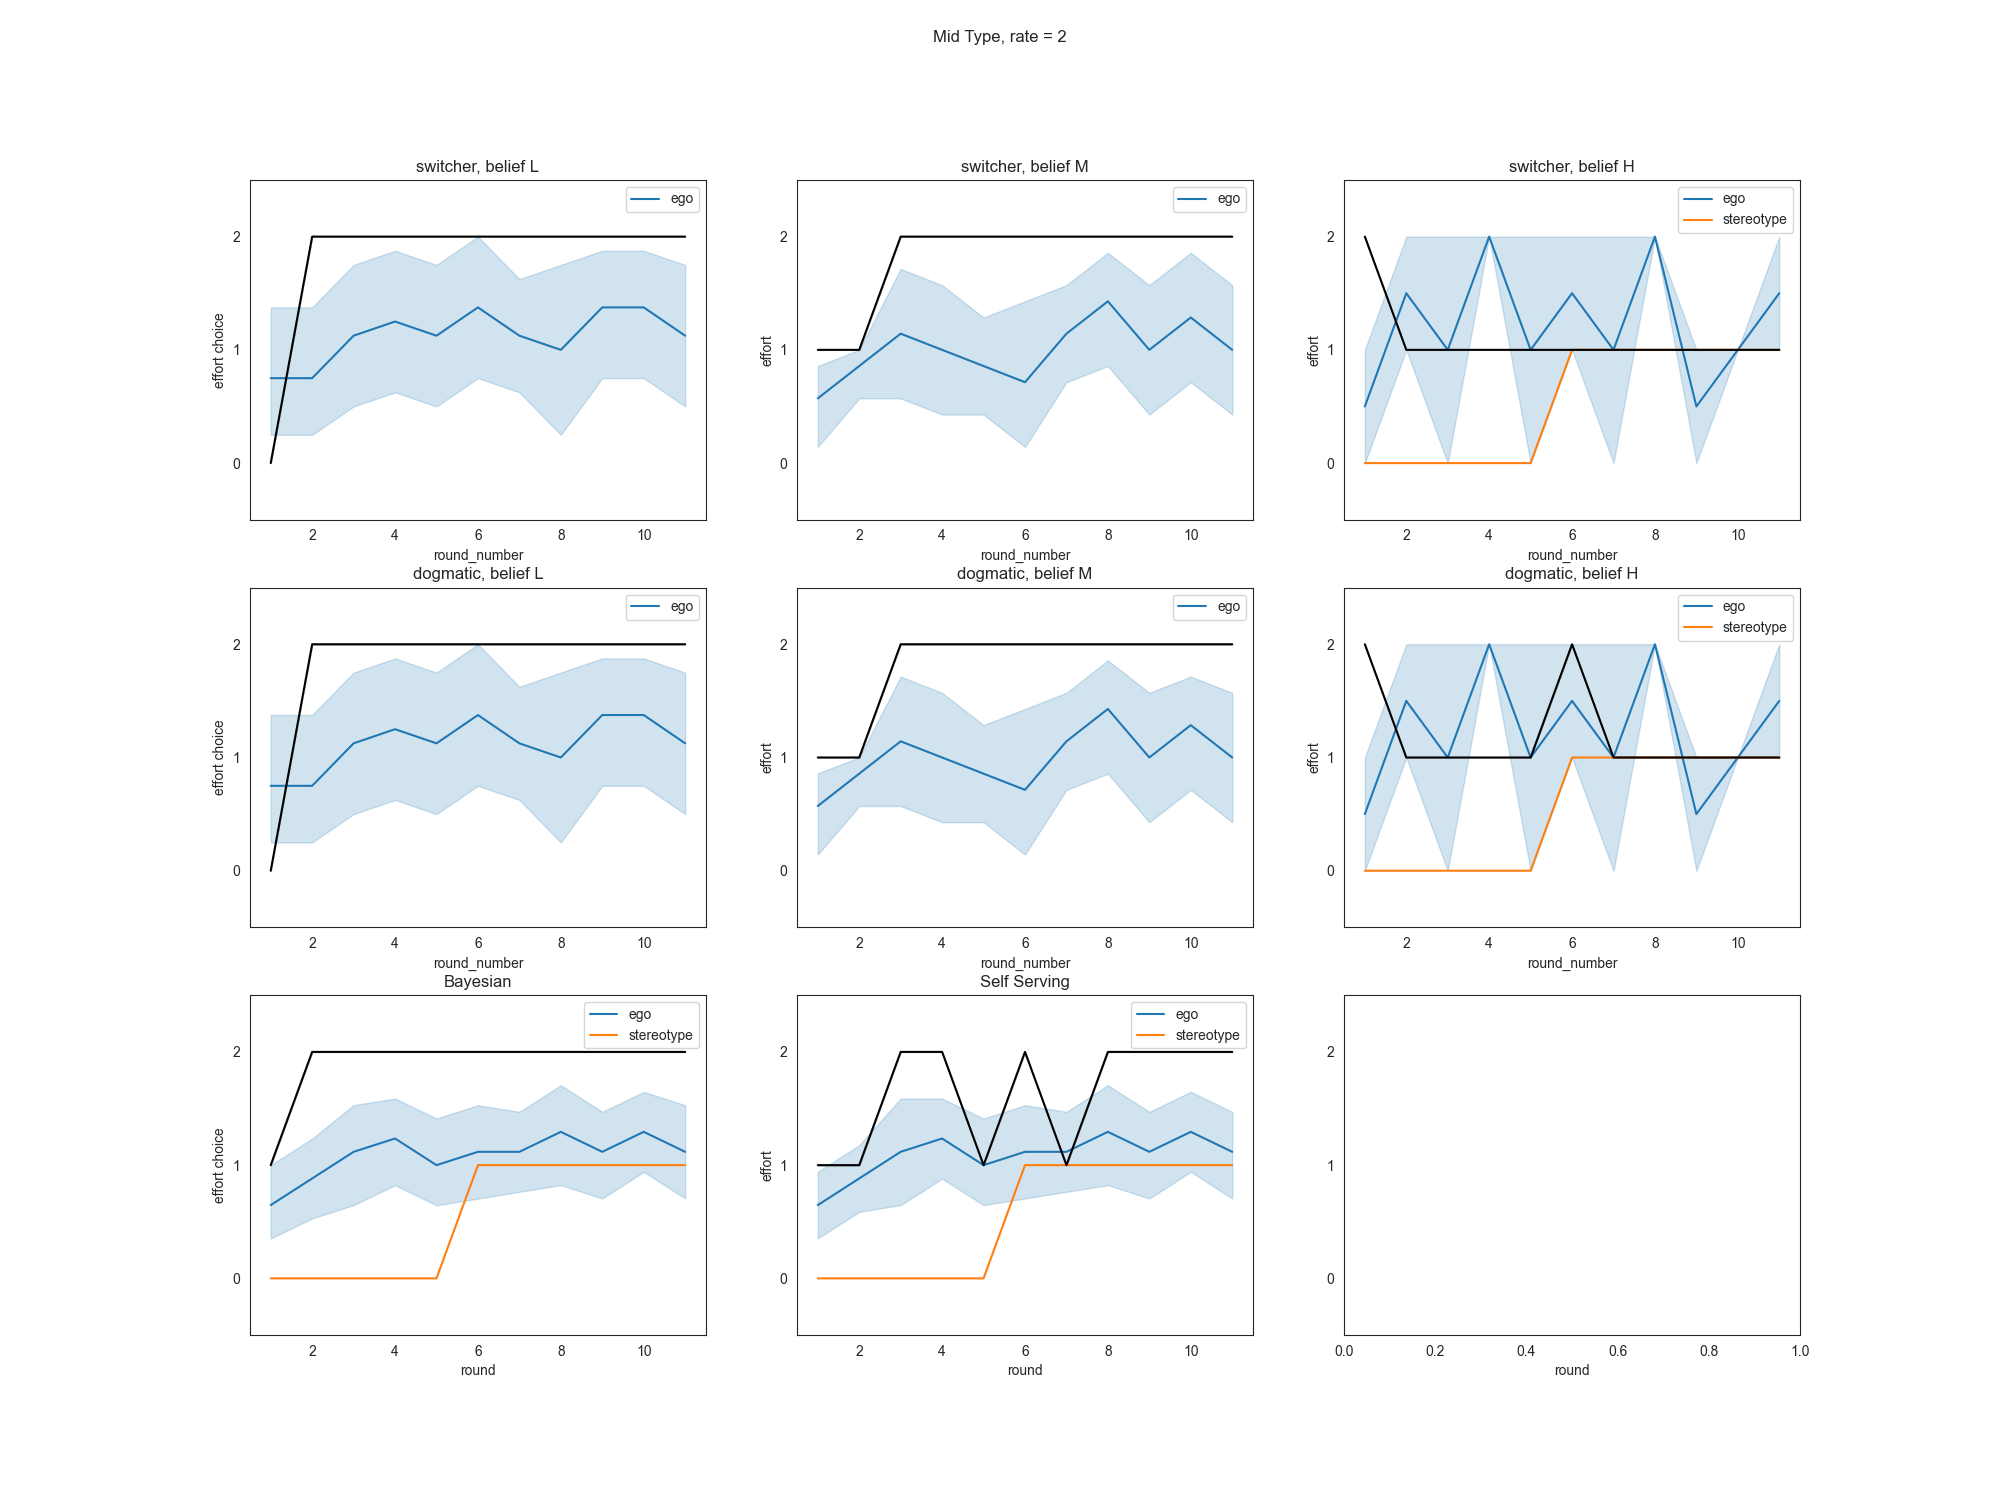 Mid Type, rate = 2
switcher, belief L
ego
2
1
0
effort choice
2 4 6 8 10
round_number
switcher, belief M
ego
2
1
0
effort
2 4 6 8 10
round_number
switcher, belief H
ego
stereotype
2
1
0
effort
2 4 6 8 10
round_number
dogmatic, belief L
ego
2
1
0
effort choice
2 4 6 8 10
round_number
dogmatic, belief M
ego
2
1
0
effort
2 4 6 8 10
round_number
dogmatic, belief H
ego
stereotype
2
1
0
effort
2 4 6 8 10
round_number
Bayesian
ego
stereotype
2
1
0
effort choice
2 4 6 8 10
round
Self Serving
ego
stereotype
2
1
0
effort
2 4 6 8 10
round
2
1
0
0.0 0.2 0.4 0.6 0.8 1.0
round